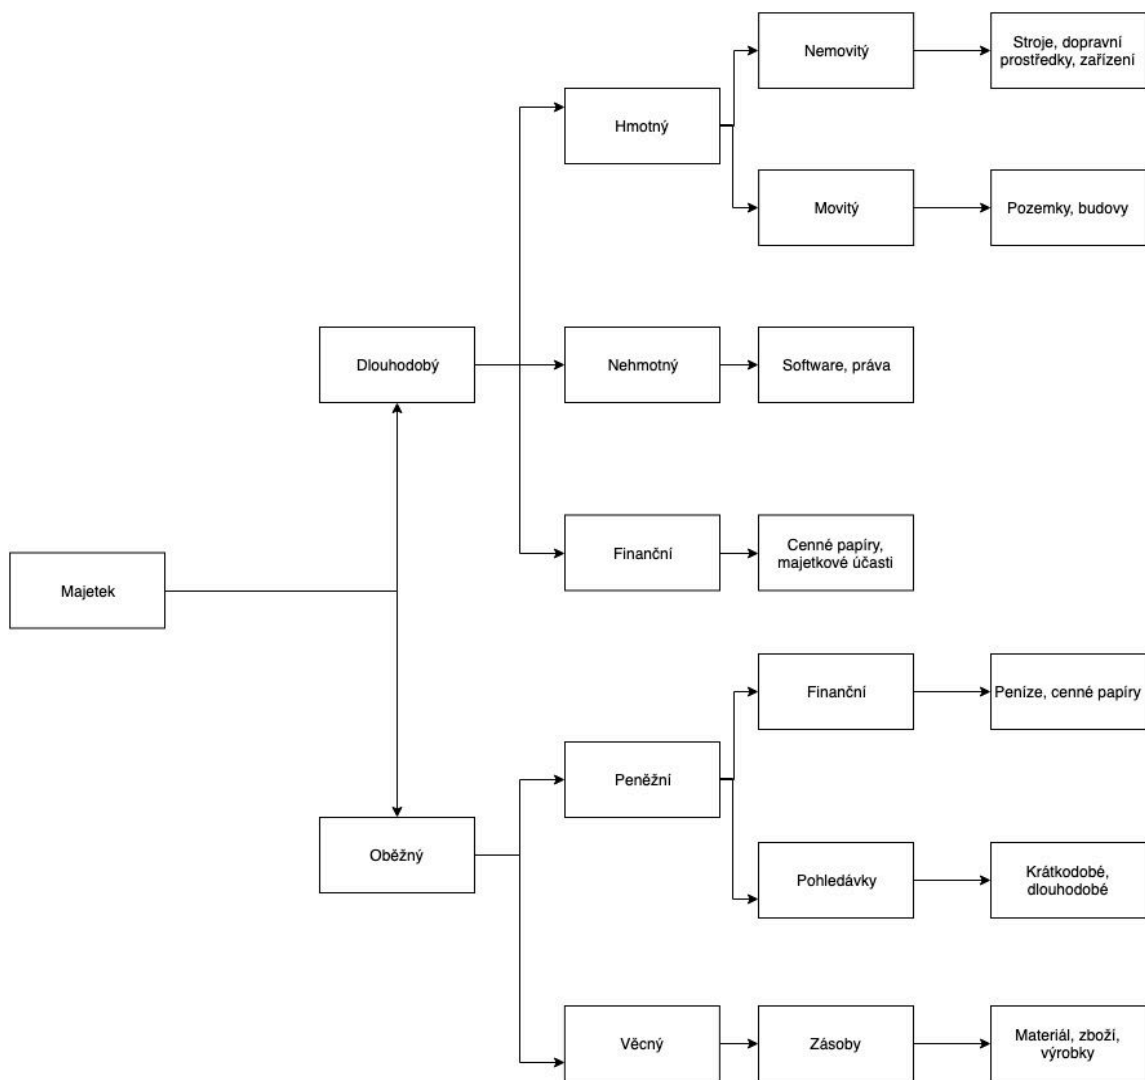 Nemovitý
Stroje, dopravní
prostředky, zařízení
Hmotný
Movitý
Pozemky, budovy
Dlouhodobý
Nehmotný
Software, práva
Finanční
Cenné papíry,
majetkové účasti
Majetek
Finanční
Peníze, cenné papíry
Peněžní
Oběžný
Pohledávky
Krátkodobé,
dlouhodobé
Věcný
Zásoby
Materiál, zboží,
výrobky